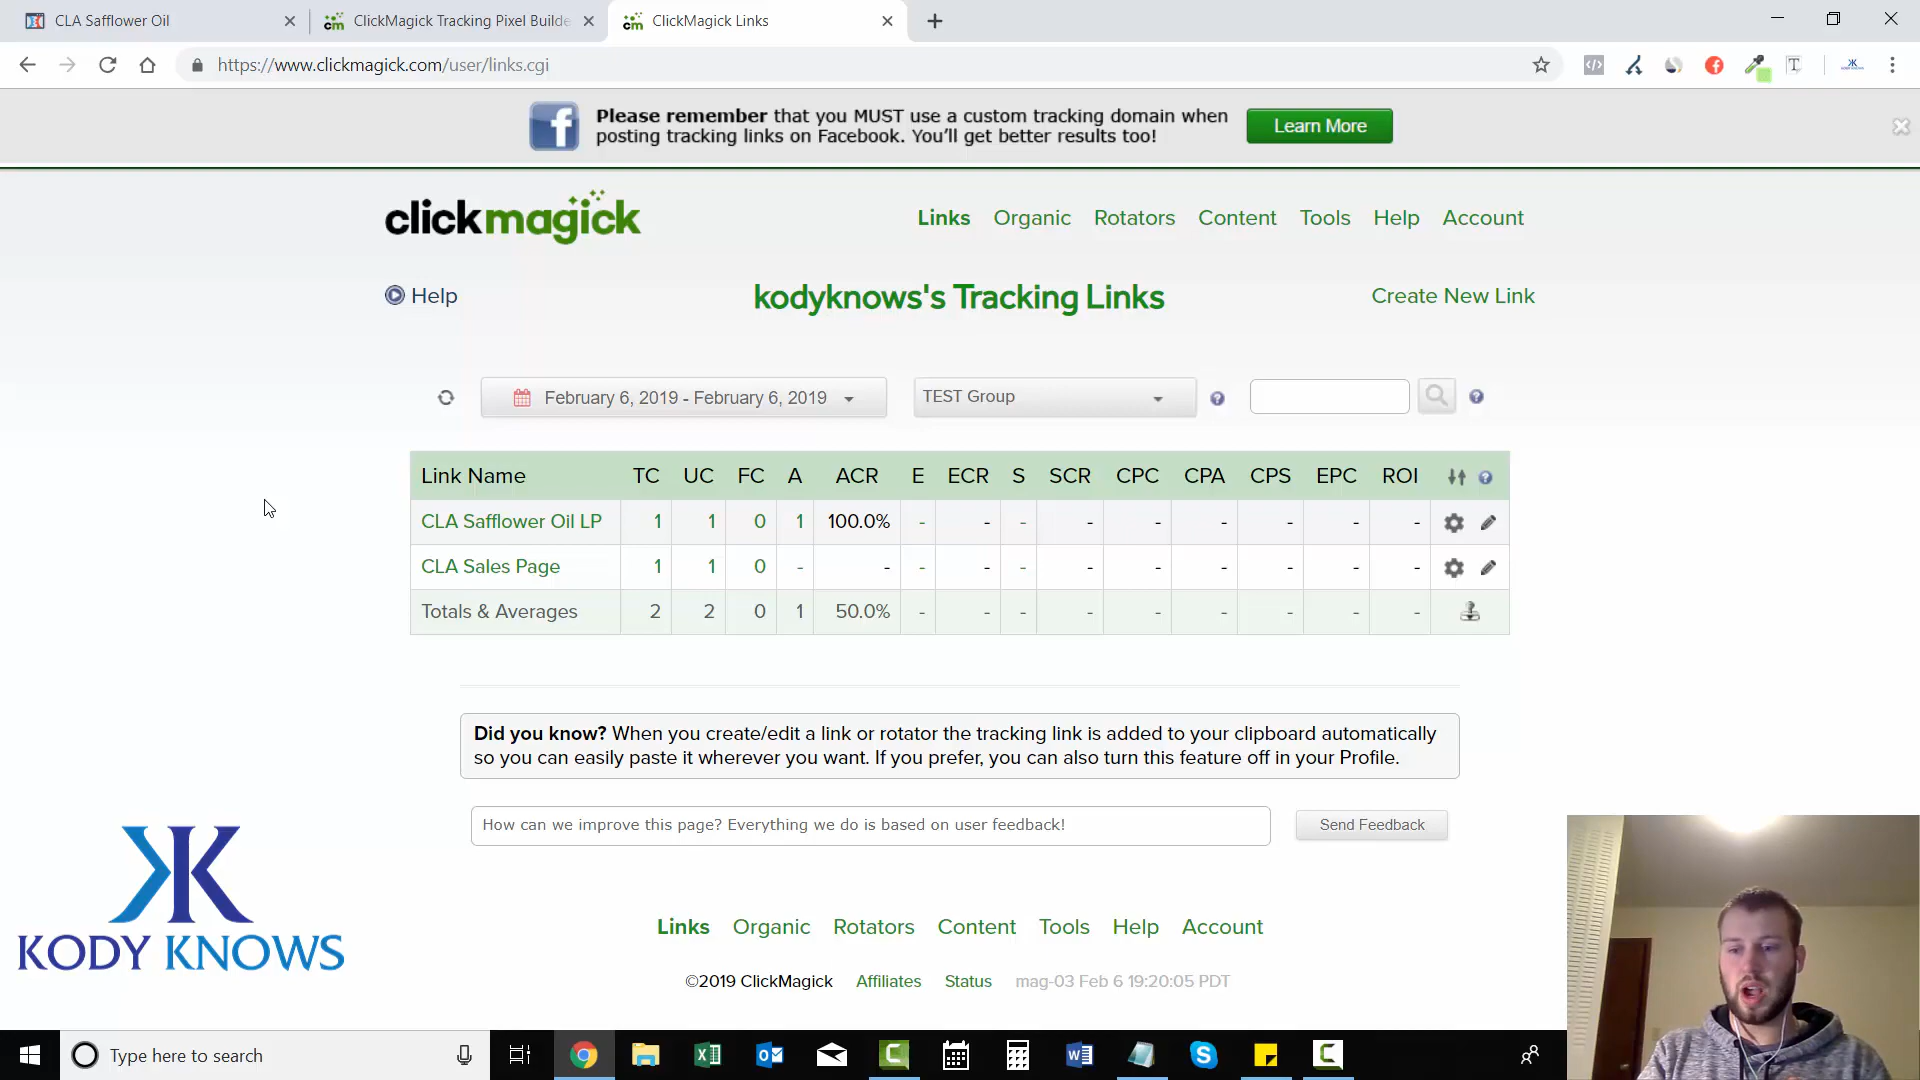 CLA Safflower Oil
ClickMagick Tracking Pixel Builde
ClickMagick Links
https://www.clickmagick.com/user/links.cgi
Please remember that you MUST use a custom tracking domain when
posting tracking links on Facebook. You'll get better results too!
Learn More
clickmagick
Links Organic Rotators Content Tools Help Account
Help
kodyknows's Tracking Links
Create New Link
February 6, 2019 - February 6, 2019
TEST Group
Link Name TC UC FC A ACR E ECR S SCR CPC CPA CPS EPC ROI
CLA Safflower Oil LP 1 1 0 1 100.0% - - - - - - - - -
CLA Sales Page 1 1 0 - - - - - - - - - - -
Totals & Averages 2 2 0 1 50.0% - - - - - - - - -
Did you know? When you create/edit a link or rotator the tracking link is added to your clipboard automatically
so you can easily paste it wherever you want. If you prefer, you can also turn this feature off in your Profile.
How can we improve this page? Everything we do is based on user feedback!
Send Feedback
KODY KNOWS
Links Organic Rotators Content Tools Help Account
©2019 ClickMagick Affiliates Status mag-03 Feb 6 19:20:05 PDT
Type here to search